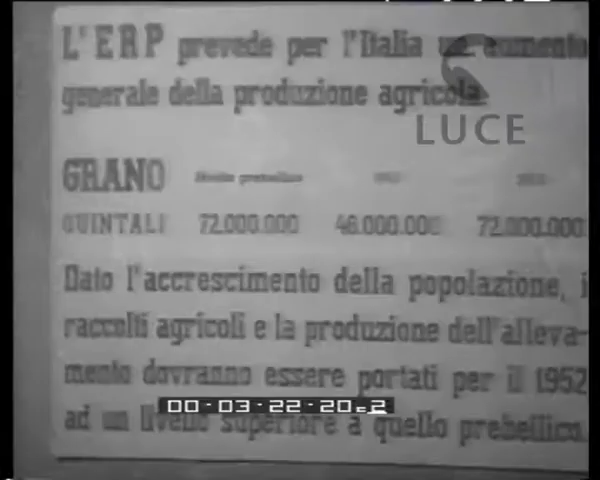 L'ERP prevede per l'Italia un aumento
generale della produzione agricola.
LUCE
GRANO Media prebellica
QUINTALI 72.000.000 46.000.000 72.000.000
Dato l'accrescimento della popolazione, i
raccolti agricoli e la produzione dell'alleva-
mento dovranno essere portati per il 1952
ad un livello superiore a quello prebellico.
00-03-22-20